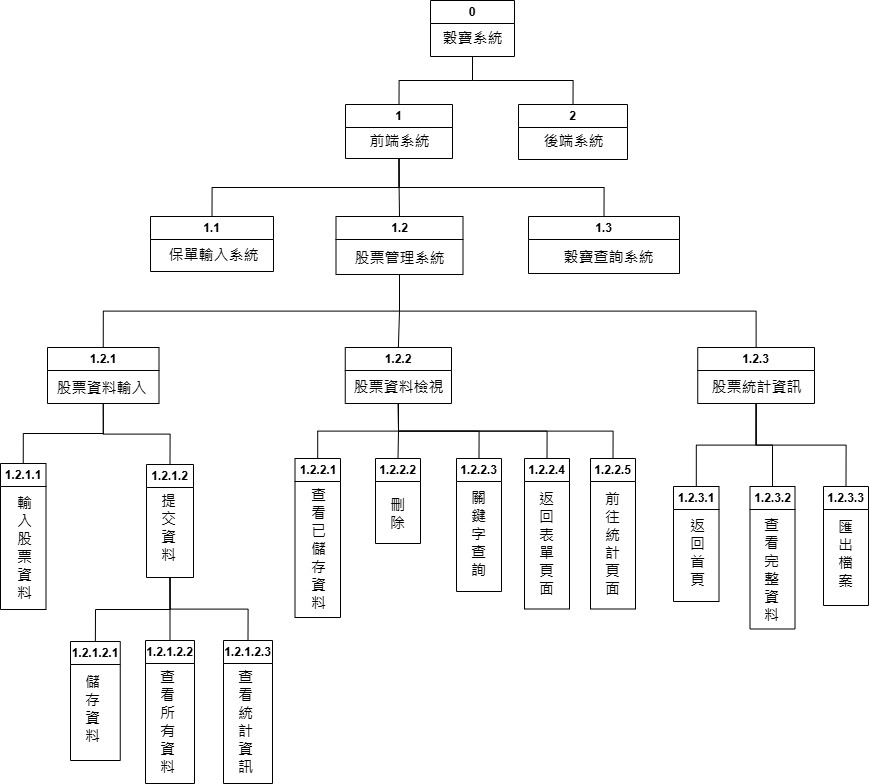 0
穀寶系統
1
前端系統
2
後端系統
1.1
保單輸入系統
1.2
股票管理系統
1.3
穀寶查詢系統
1.2.1
股票資料輸入
1.2.2
股票資料檢視
1.2.3
股票統計資訊
1.2.1.1
輸入股票資料
1.2.1.2
提交資料
1.2.2.1
查看已儲存資料
1.2.2.2
刪除
1.2.2.3
關鍵字查詢
1.2.2.4
返回表單頁面
1.2.2.5
前往統計頁面
1.2.3.1
返回首頁
1.2.3.2
查看完整資料
1.2.3.3
匯出檔案
1.2.1.2.1
儲存資料
1.2.1.2.2
查看所有資料
1.2.1.2.3
查看統計資訊